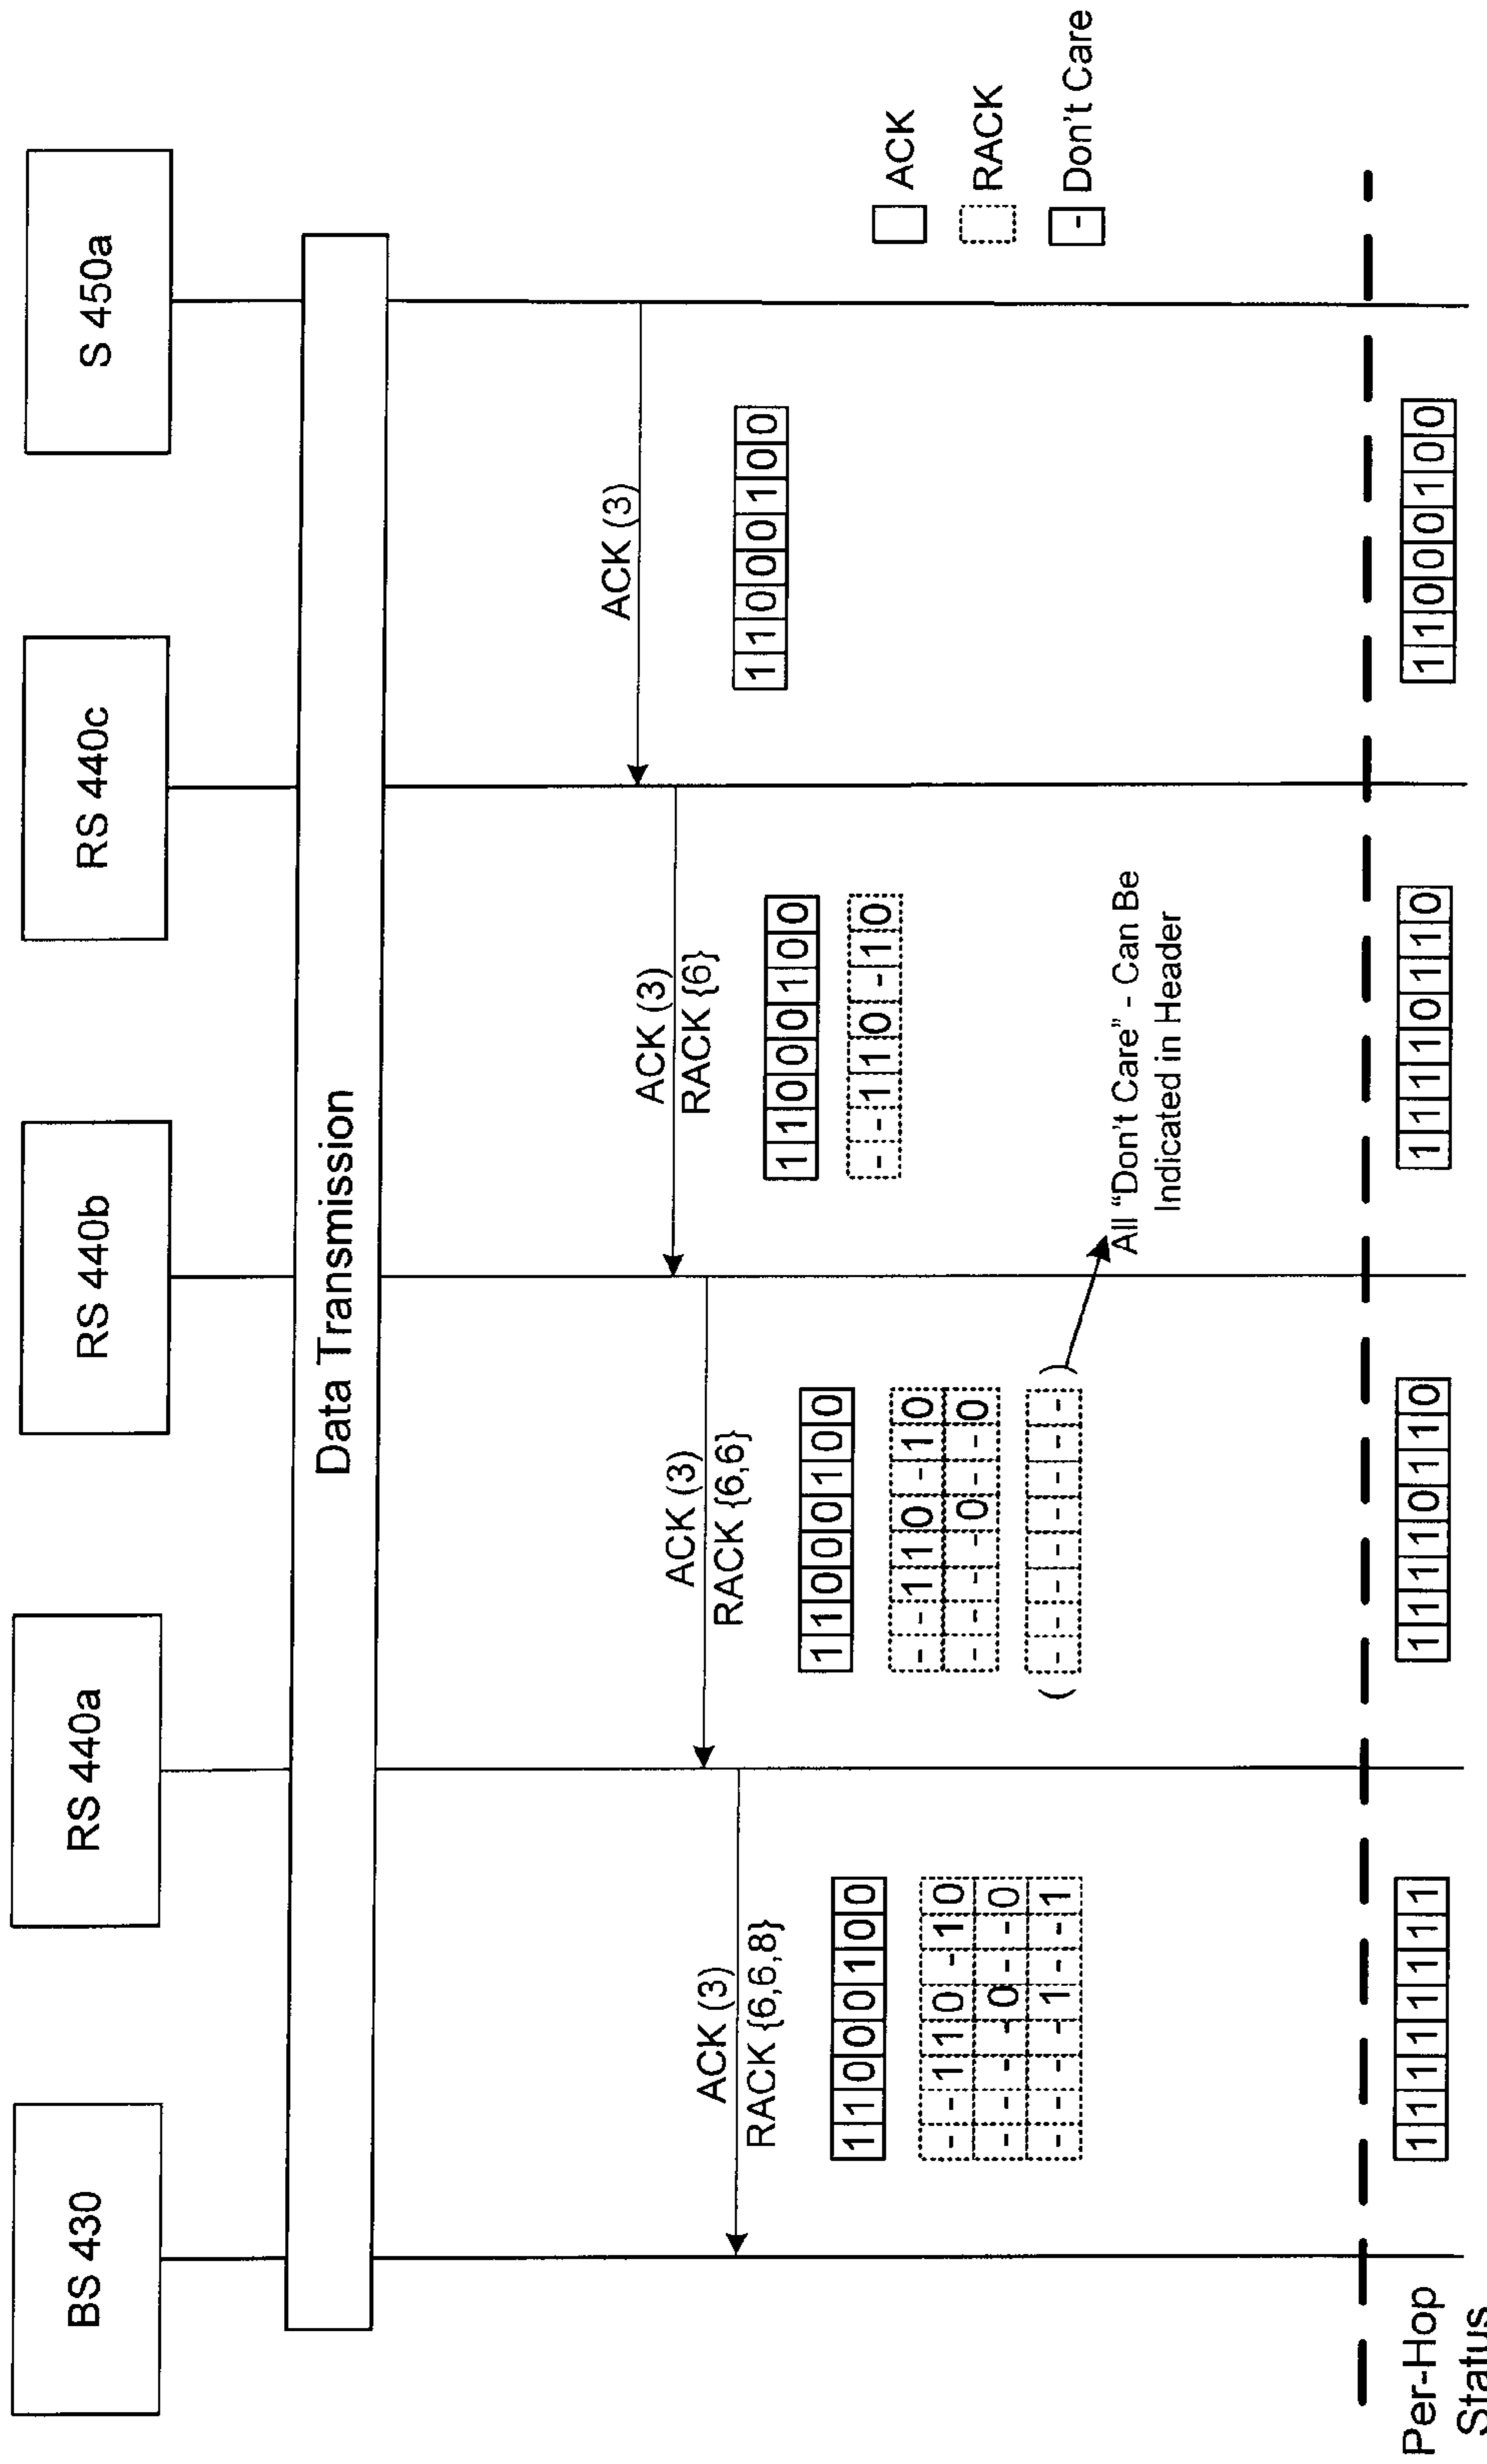 BS 430
RS 440a
RS 440b
RS 440c
S 450a
Data Transmission
ACK (3)
1 1 0 0 0 1 0 0
ACK (3)
RACK {6}
1 1 0 0 0 1 0 0
- - 1 1 0 - 1 0
ACK (3)
RACK {6,6}
1 1 0 0 0 1 0 0
- - 1 1 0 - 1 0
- - - - 0 - - 0
( - - - - - - - - )
All “Don't Care” - Can Be
Indicated in Header
ACK (3)
RACK {6,6,8}
1 1 0 0 0 1 0 0
- - 1 1 0 - 1 0
- - - - 0 - - 0
- - - - 1 - - 1
ACK
RACK
- Don't Care
Per-Hop
Status
1 1 1 1 1 1 1 1
1 1 1 1 0 1 1 0
1 1 1 1 0 1 1 0
1 1 0 0 0 1 0 0